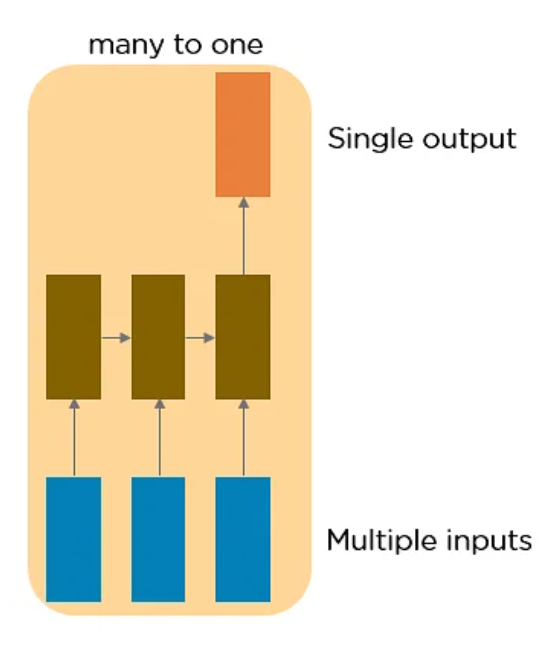 many to one
Single output
Multiple inputs